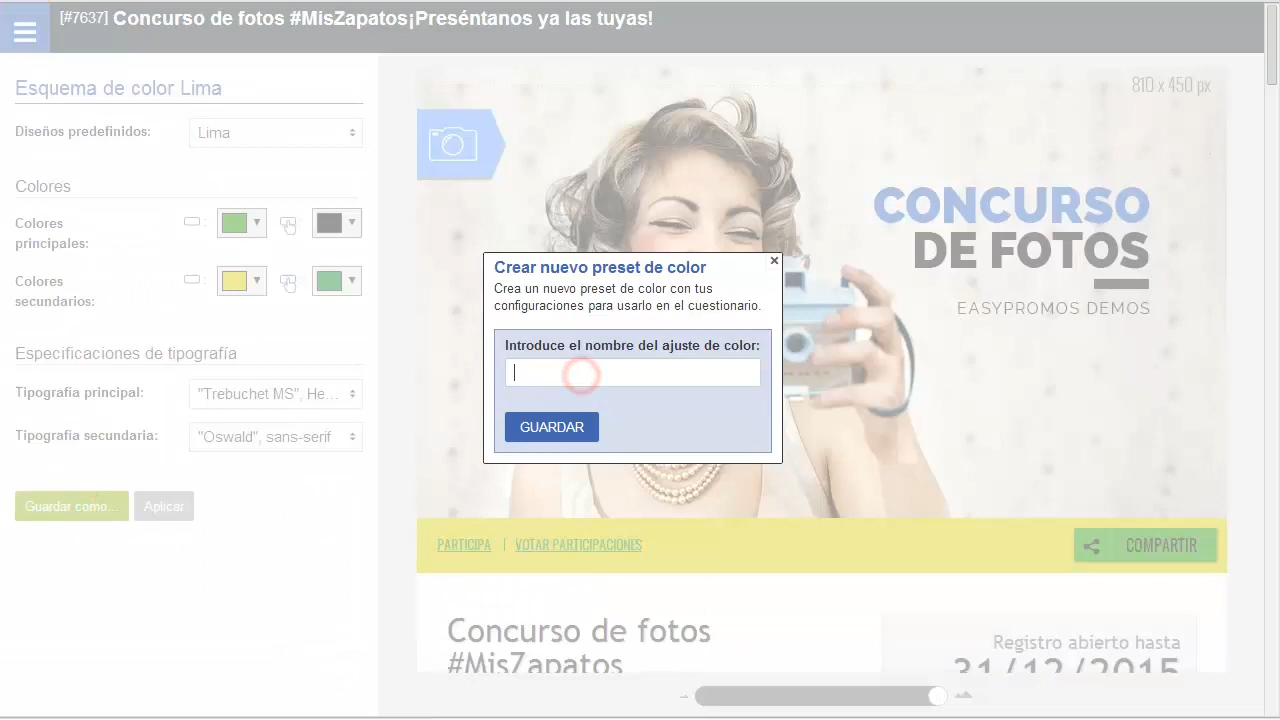 [#7637] Concurso de fotos #MisZapatos¡Preséntanos ya las tuyas!
Esquema de color Lima
Diseños predefinidos:
Lima
Colores
Colores
principales:
Colores
secundarios:
Especificaciones de tipografía
Tipografía principal:
"Trebuchet MS", He...
Tipografia secundaria:
"Oswald", sans-serif
Guardar como...
Aplicar
810 x 450 px
CONCURSO
DE FOTOS
EASYPROMOS DEMOS
Crear nuevo preset de color
Crea un nuevo preset de color con tus
configuraciones para usarlo en el cuestionario.
Introduce el nombre del ajuste de color:
GUARDAR
PARTICIPA | VOTAR PARTICIPACIONES
COMPARTIR
Concurso de fotos
#MisZapatos
Registro abierto hasta
31/12/2015